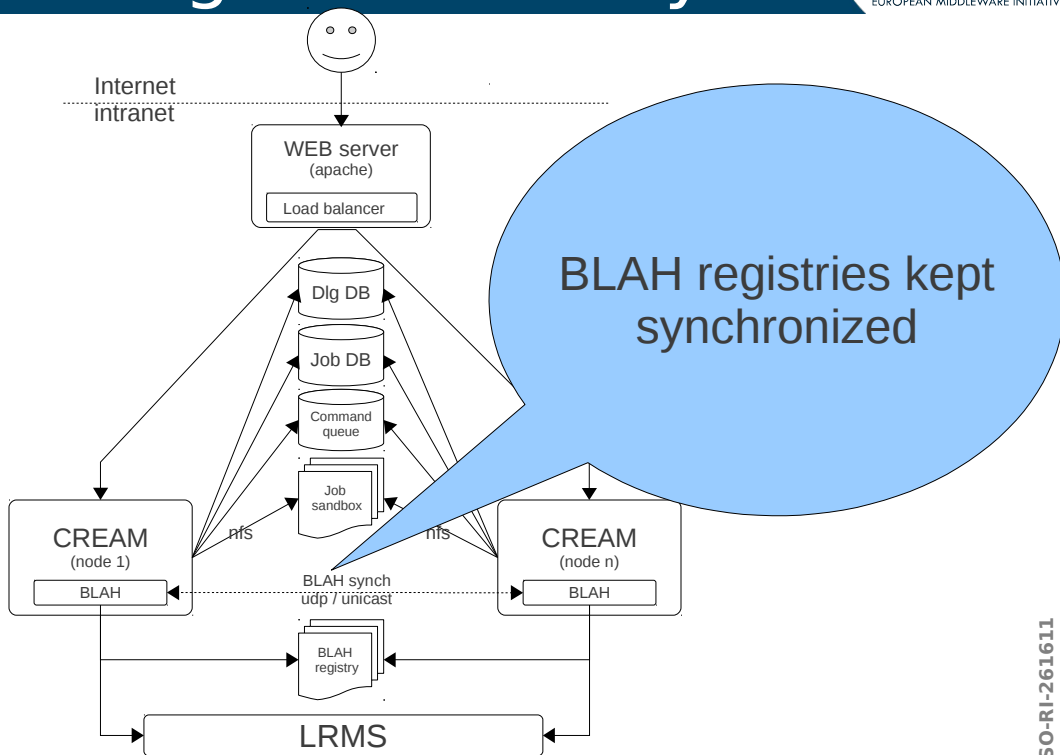 EUROPEAN MIDDLEWARE INITIATIV
Internet
intranet
WEB server
(apache)
Load balancer
BLAH registries kept
synchronized
Dlg DB
Job DB
Command
queue
Job
sandbox
nfs
nfs
CREAM
(node 1)
BLAH
CREAM
(node n)
BLAH
BLAH synch
udp / unicast
BLAH
registry
LRMS
SO-RI-261611